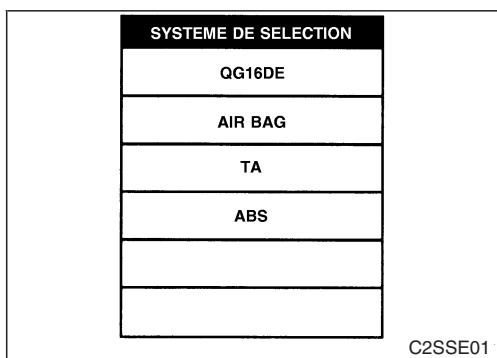 SYSTEME DE SELECTION
QG16DE
AIR BAG
TA
ABS
C2SSE01